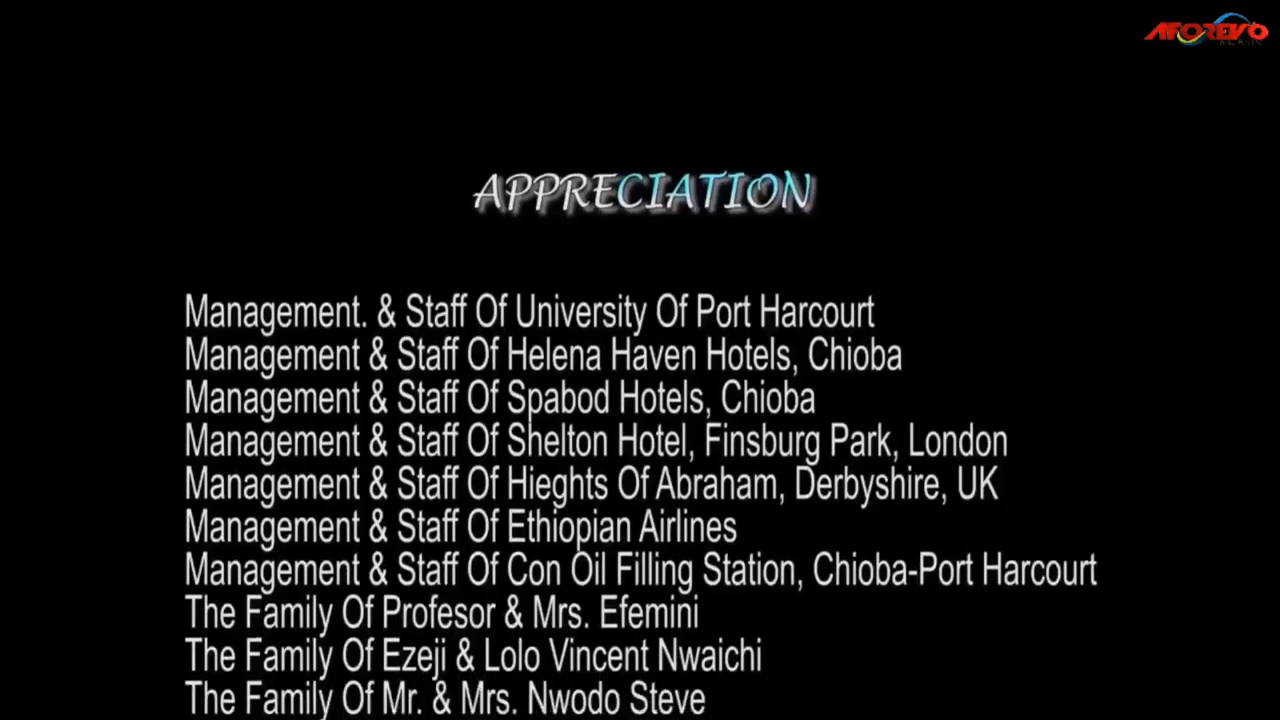 AFOREVO
APPRECIATION
Management. & Staff Of University Of Port Harcourt
Management & Staff Of Helena Haven Hotels, Chioba
Management & Staff Of Spabod Hotels, Chioba
Management & Staff Of Shelton Hotel, Finsburg Park, London
Management & Staff Of Hieghts Of Abraham, Derbyshire, UK
Management & Staff Of Ethiopian Airlines
Management & Staff Of Con Oil Filling Station, Chioba-Port Harcourt
The Family Of Profesor & Mrs. Efemini
The Family Of Ezeji & Lolo Vincent Nwaichi
The Family Of Mr. & Mrs. Nwodo Steve